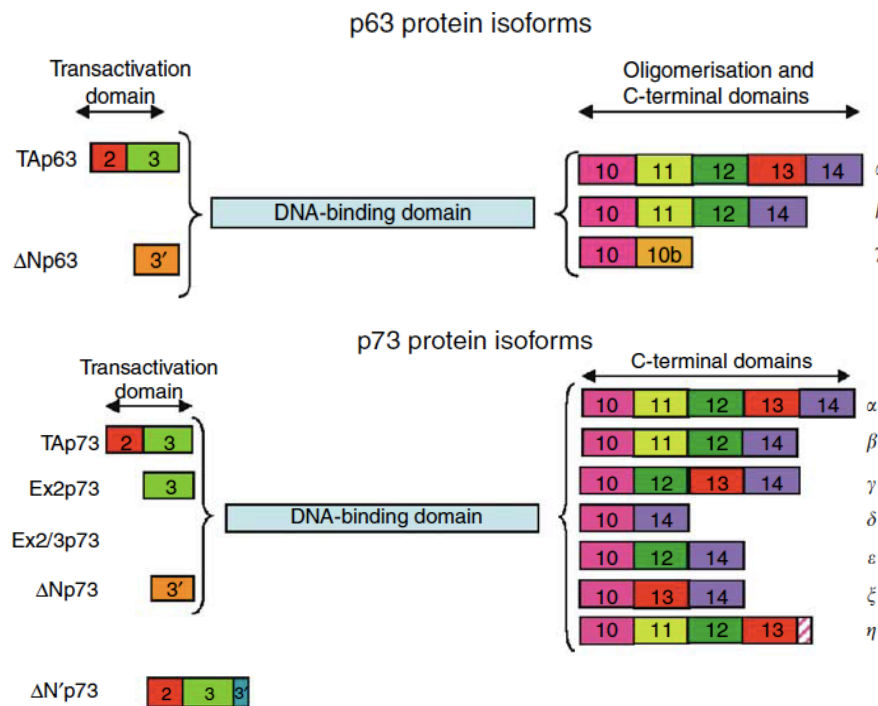 p63 protein isoforms
Transactivation domain
Oligomerisation and C-terminal domains
TAp63 2 3
10 11 12 13 14
DNA-binding domain
10 11 12 14
ΔNp63 3′
10 10b
p73 protein isoforms
Transactivation domain
C-terminal domains
TAp73 2 3
10 11 12 13 14 α
10 11 12 14 β
Ex2p73 3
10 12 13 14 γ
DNA-binding domain
10 14 δ
Ex2/3p73
10 12 14 ε
ΔNp73 3′
10 13 14 ξ
10 11 12 13 η
ΔN′p73 2 3 3′